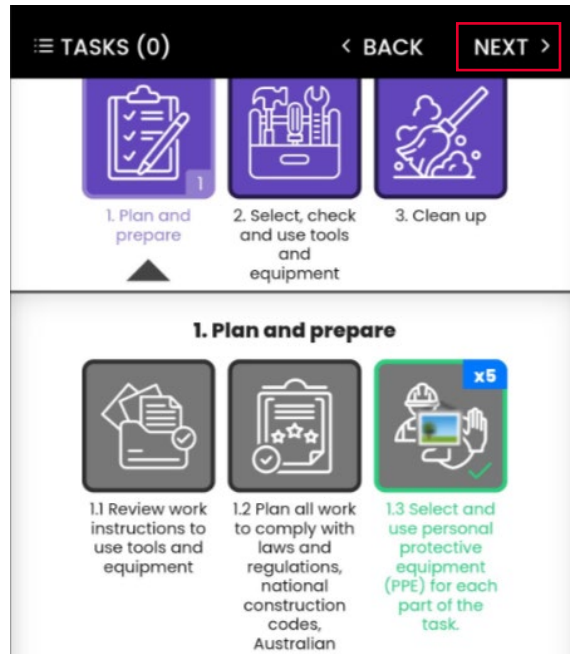 TASKS (0) < BACK NEXT >
1
1. Plan and
prepare
2. Select, check
and use tools
and
equipment
3. Clean up
1. Plan and prepare
x5
1.1 Review work
instructions to
use tools and
equipment
1.2 Plan all work
to comply with
laws and
regulations,
national
construction
codes,
Australian
1.3 Select and
use personal
protective
equipment
(PPE) for each
part of the
task.